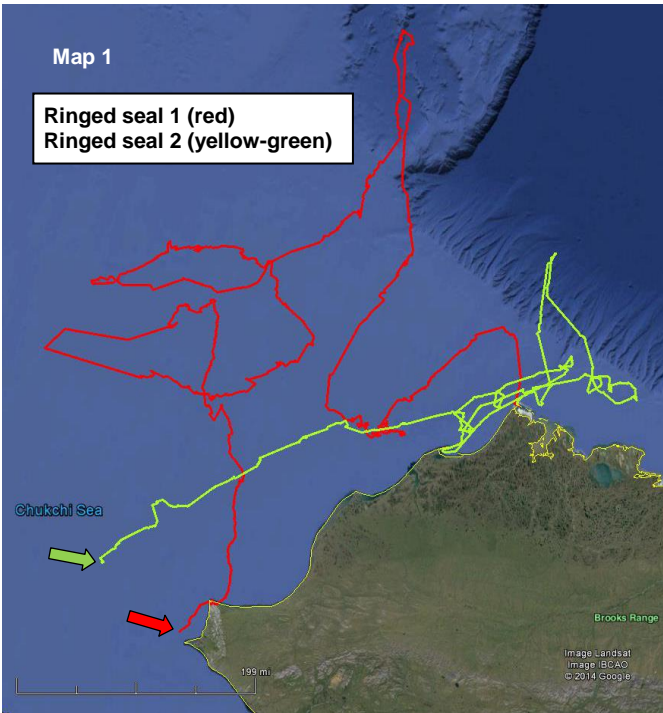 Map 1
Ringed seal 1 (red)
Ringed seal 2 (yellow-green)
Chukchi Sea
Brooks Range
199 mi
Image Landsat
Image IBCAO
© 2014 Google